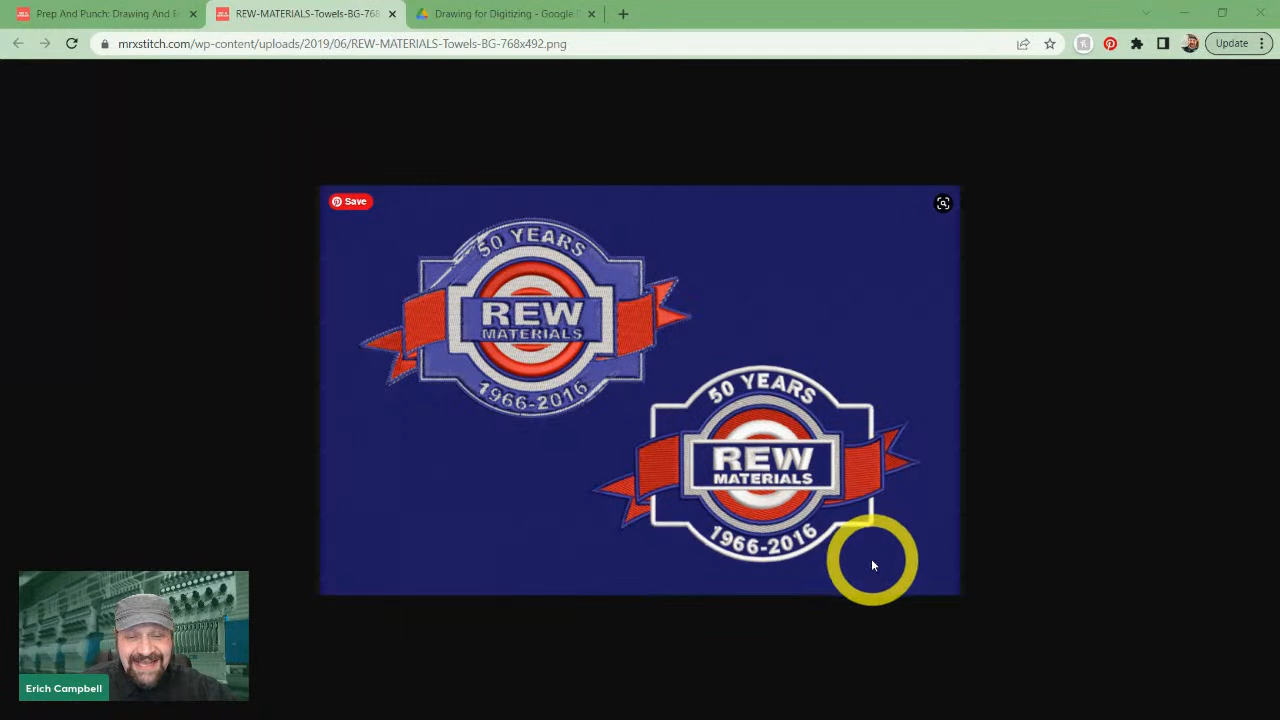 Prep And Punch: Drawing And E
REW-MATERIALS-Towels-BG-768
Drawing for Digitizing - Google D
mrxstitch.com/wp-content/uploads/2019/06/REW-MATERIALS-Towels-BG-768x492.png
Update
Save
50 YEARS
REW
MATERIALS
1966-2016
50 YEARS
REW
MATERIALS
1966-2016
Erich Campbell